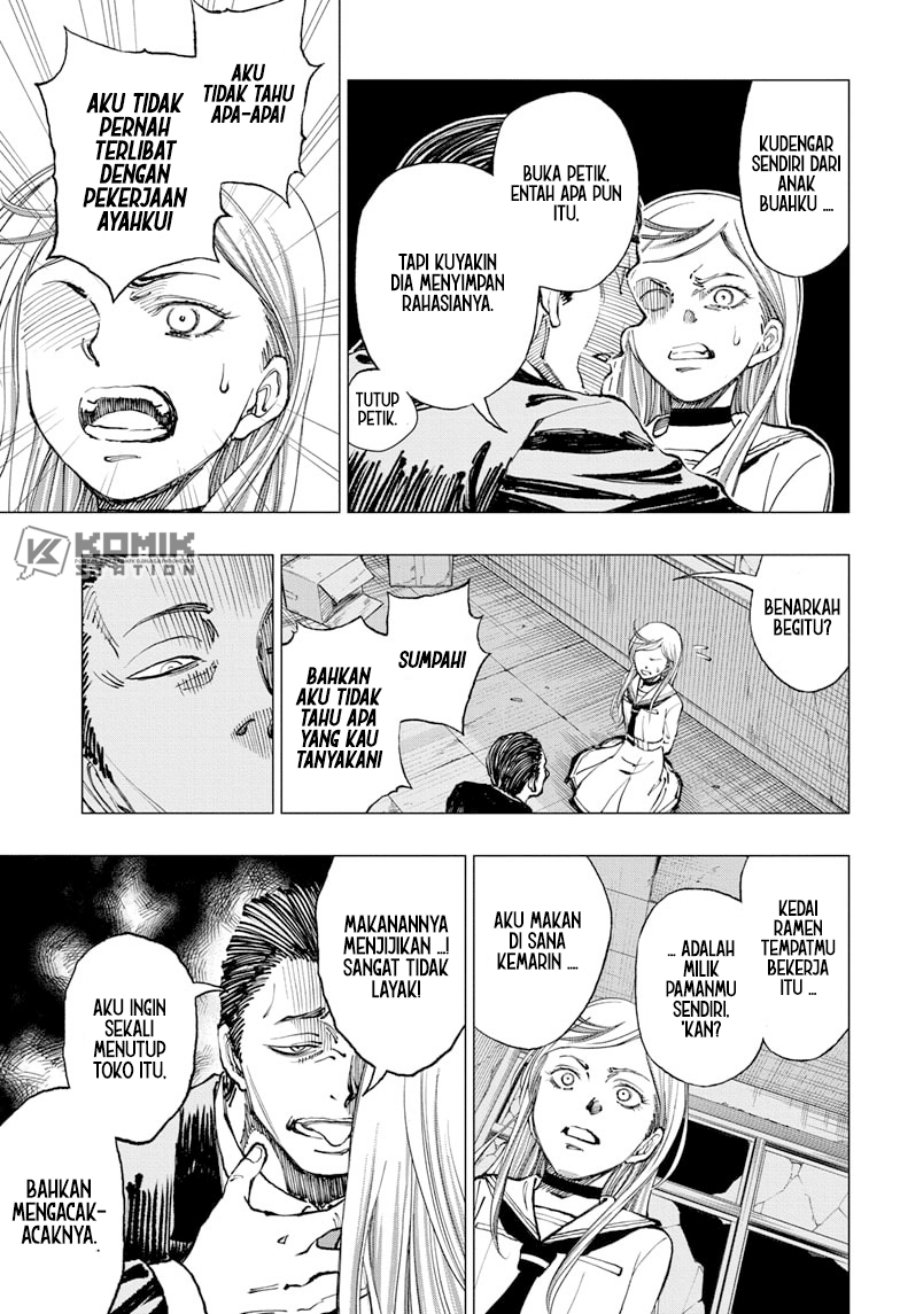 KUDENGAR
SENDIRI DARI
ANAK
BUAHKU ....
BUKA PETIK,
ENTAH APA PUN
ITU,
TAPI KUYAKIN
DIA MENYIMPAN
RAHASIANYA.
TUTUP
PETIK.
AKU
TIDAK TAHU
APA-APA!
AKU TIDAK
PERNAH
TERLIBAT
DENGAN
PEKERJAAN
AYAHKU!
BENARKAH
BEGITU?
SUMPAH!
BAHKAN
AKU TIDAK
TAHU APA
YANG KAU
TANYAKAN!
KOMIK
STATION
KEDAI
RAMEN
TEMPATMU
BEKERJA
ITU ...
... ADALAH
MILIK
PAMANMU
SENDIRI,
'KAN?
AKU MAKAN
DI SANA
KEMARIN ....
MAKANANNYA
MENJIJIKAN ...!
SANGAT TIDAK
LAYAK!
AKU INGIN
SEKALI
MENUTUP
TOKO ITU,
BAHKAN
MENGACAK-
ACAKNYA.